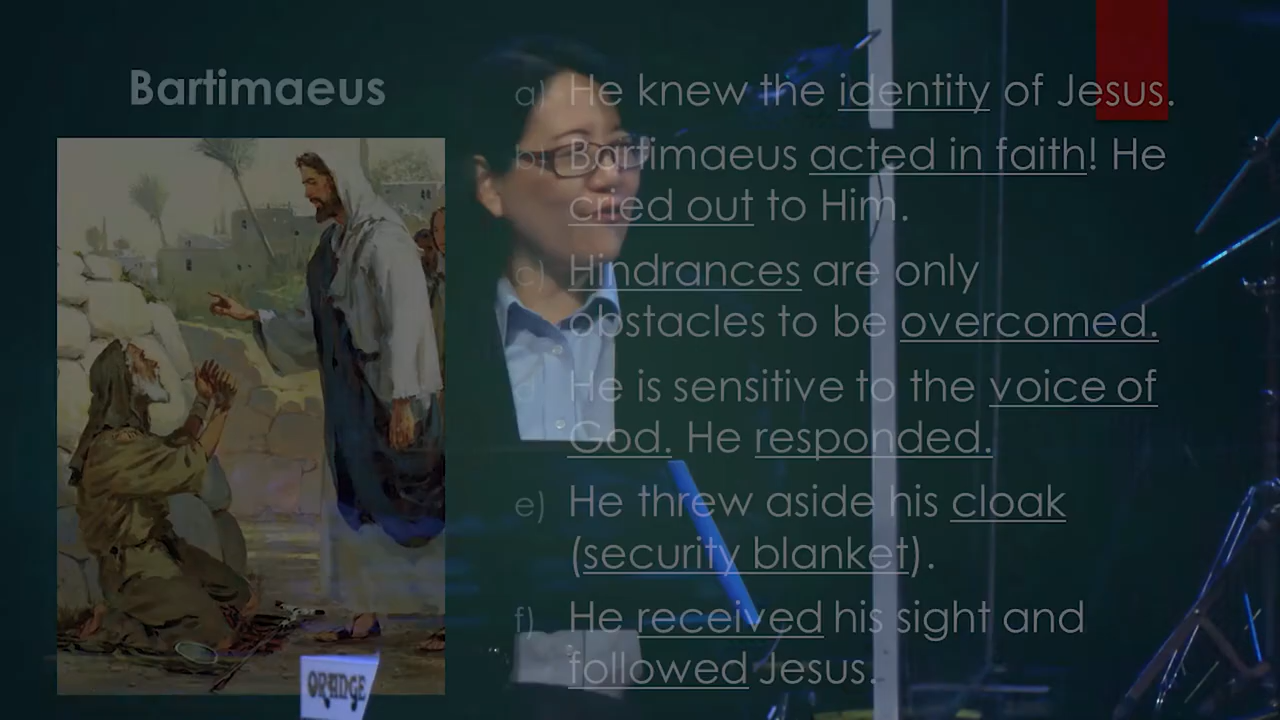 Bartimaeus
a) He knew the identity of Jesus.
b) Bartimaeus acted in faith! He
cried out to Him.
c) Hindrances are only
obstacles to be overcomed.
d) He is sensitive to the voice of
God. He responded.
e) He threw aside his cloak
(security blanket).
f) He received his sight and
followed Jesus.
ORANGE